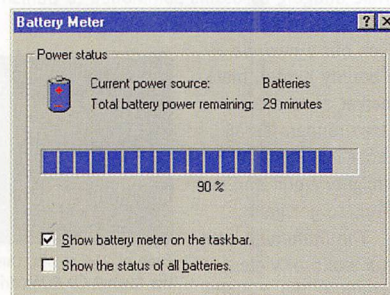 Battery Meter
Power status
Current power source: Batteries
Total battery power remaining: 29 minutes
90 %
Show battery meter on the taskbar.
Show the status of all batteries.